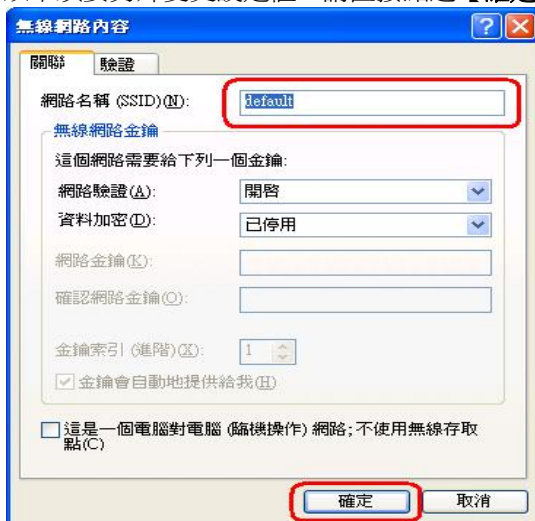 無線網路內容
關聯 驗證
網路名稱 (SSID)(N): default
無線網路金鑰
這個網路需要給下列一個金鑰:
網路驗證(A): 開啓
資料加密(D): 已停用
網路金鑰(K):
確認網路金鑰(O):
金鑰索引 (進階)(X): 1
金鑰會自動地提供給我(H)
這是一個電腦對電腦 (臨機操作) 網路;不使用無線存取
點(C)
確定 取消